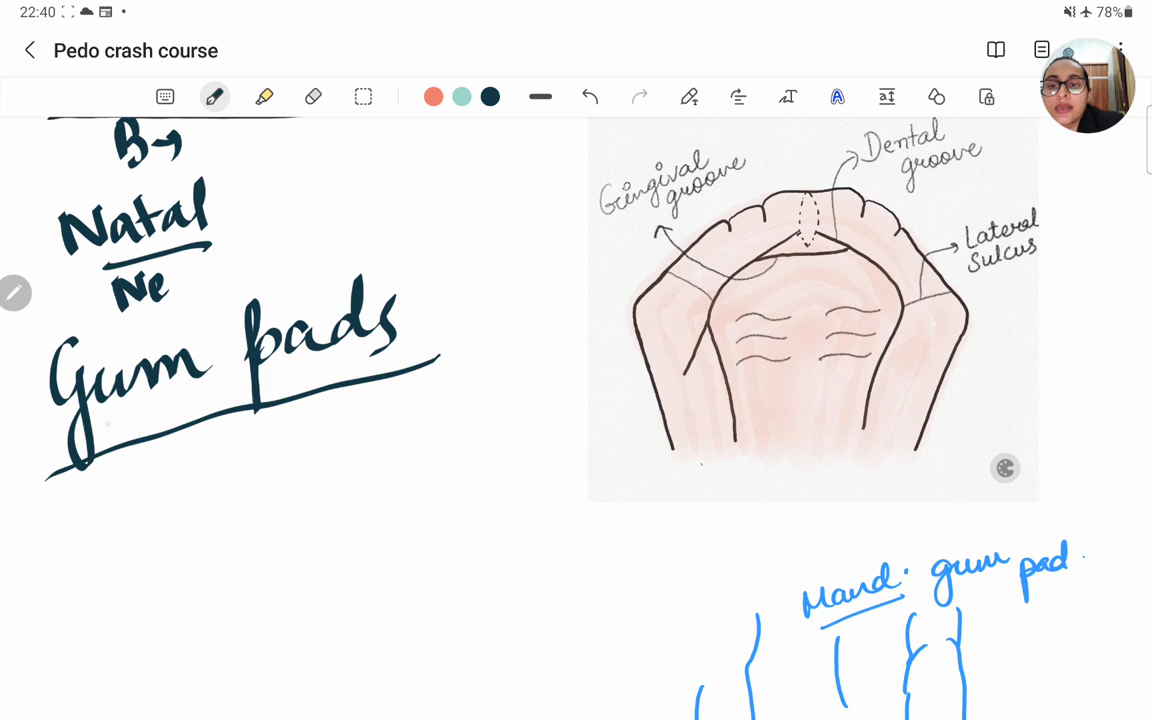 22:40
78%
Pedo crash course
B→
Natal
Ne
Gum pads
Gingival
groove
Dental
groove
Lateral
sulcus
Mand. gum pad.